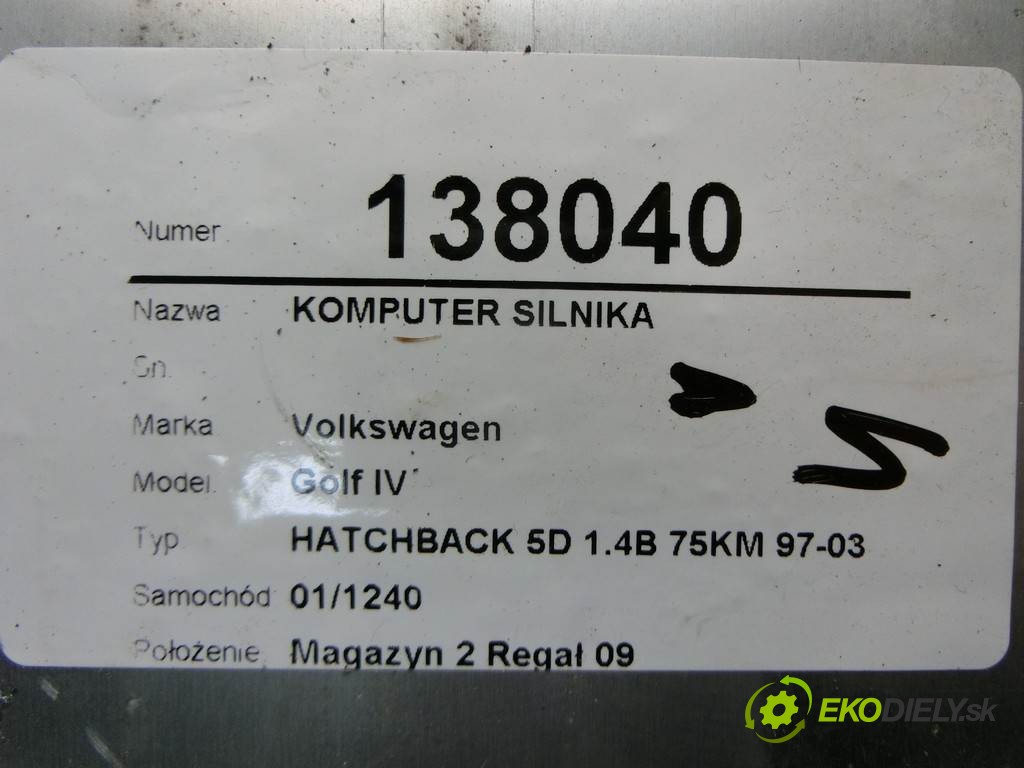 Numer 138040
Nazwa KOMPUTER SILNIKA
Sn.
Marka Volkswagen
Model Golf IV
Typ HATCHBACK 5D 1.4B 75KM 97-03
Samochód 01/1240
Położenie Magazyn 2 Regał 09
EKODIELY.sk